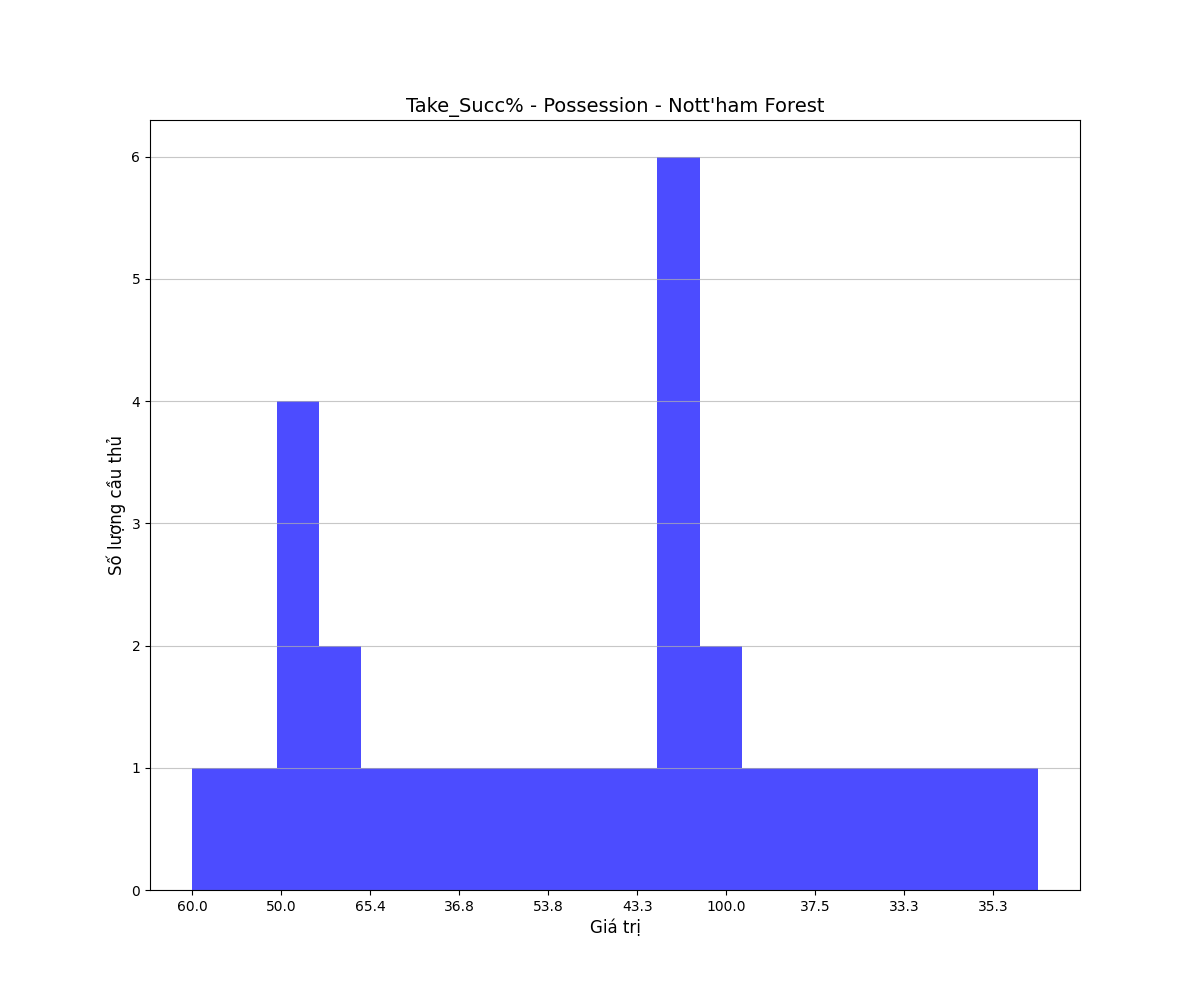 Take_Succ% - Possession - Nott'ham Forest
6
5
4
3
2
1
0
Số lượng cầu thủ
60.0 50.0 65.4 36.8 53.8 43.3 100.0 37.5 33.3 35.3
Giá trị